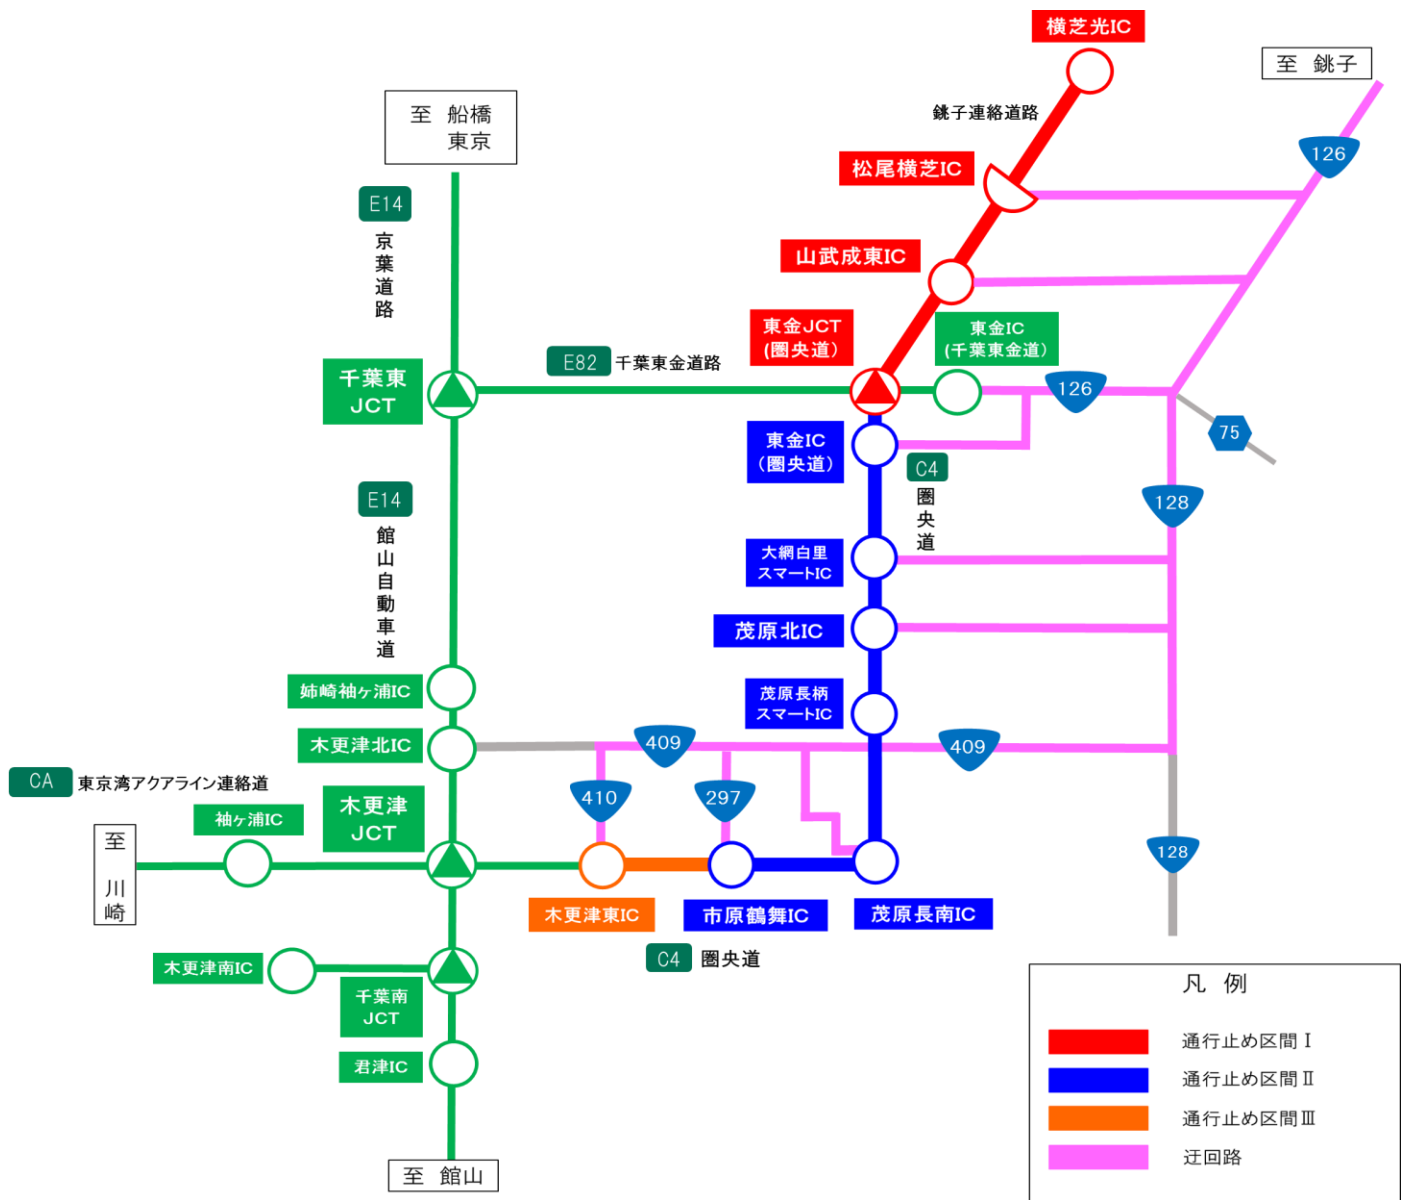 横芝光IC
至 銚子
至 船橋
東京
銚子連絡道路
126
松尾横芝IC
E14
京葉道路
山武成東IC
東金JCT
(圏央道)
東金IC
(千葉東金道)
E82 千葉東金道路
千葉東
JCT
126
東金IC
(圏央道)
75
C4
圏央道
E14
館山自動車道
128
大網白里
スマートIC
茂原北IC
姉崎袖ヶ浦IC
茂原長柄
スマートIC
木更津北IC
409
409
CA 東京湾アクアライン連絡道
410
297
木更津
JCT
袖ヶ浦IC
至 川崎
128
木更津東IC
市原鶴舞IC
茂原長南IC
C4 圏央道
木更津南IC
千葉南
JCT
君津IC
至 館山
凡 例
通行止め区間Ⅰ
通行止め区間Ⅱ
通行止め区間Ⅲ
迂回路